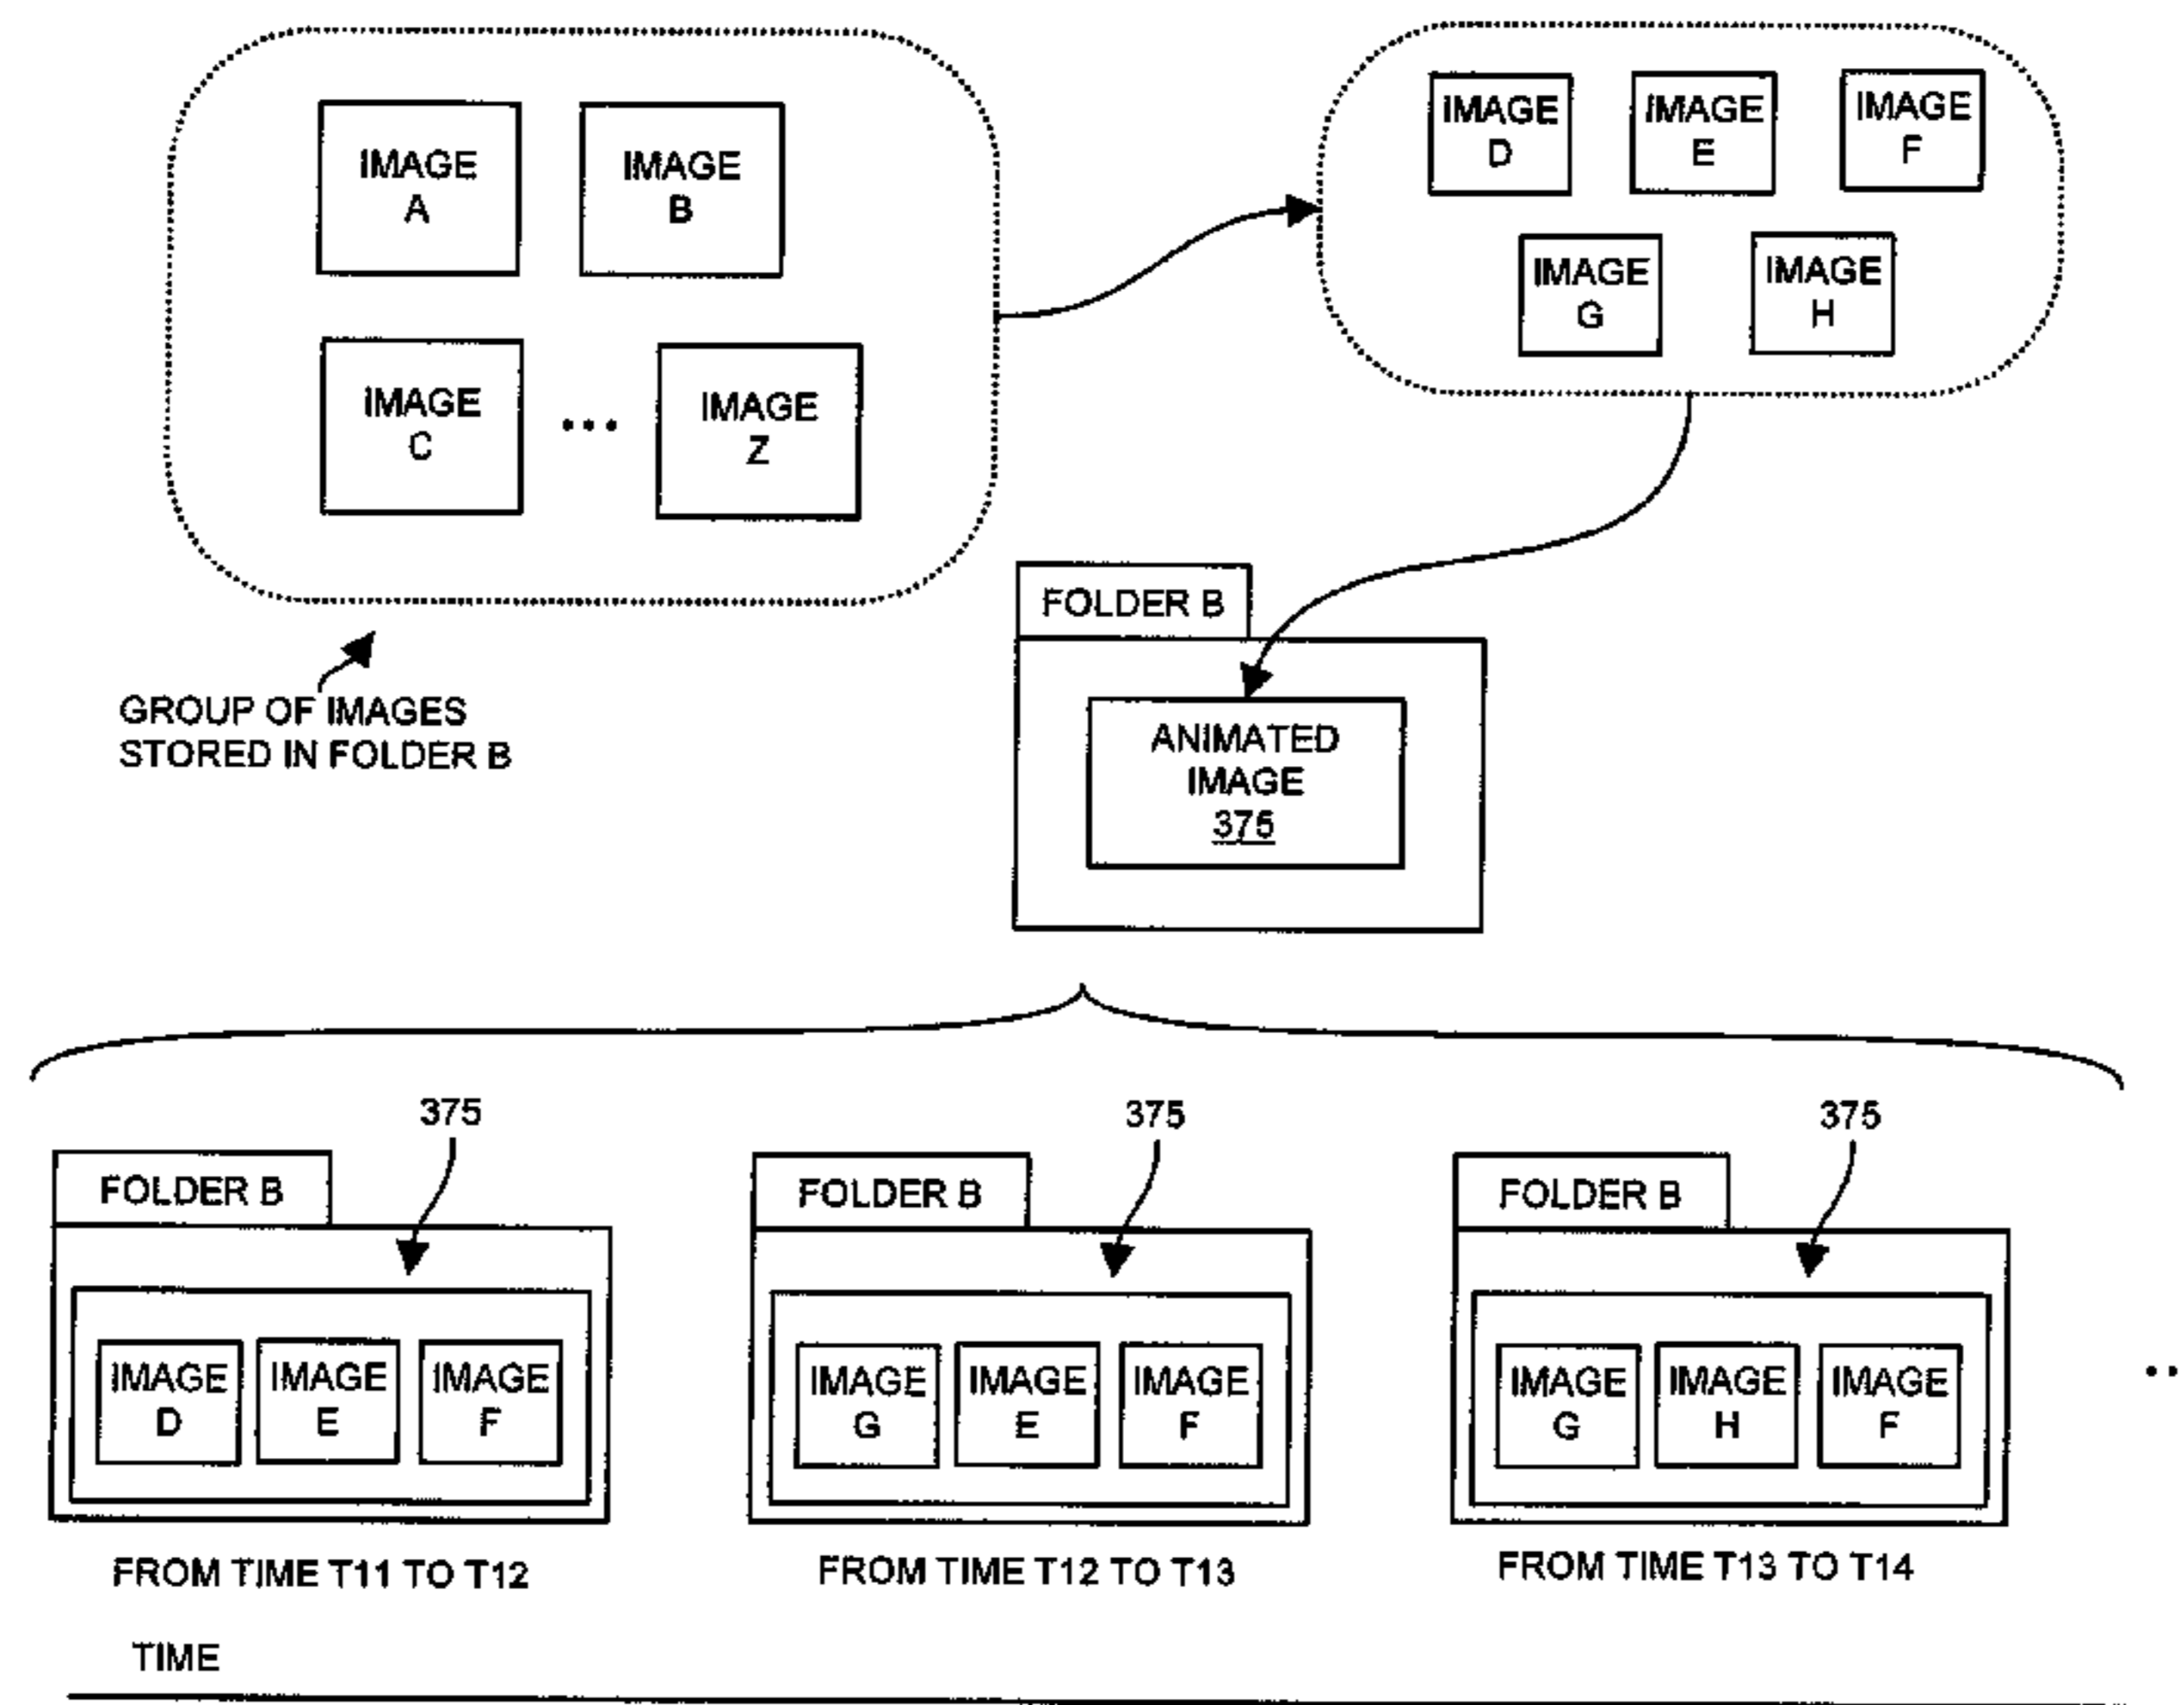 IMAGE
A
IMAGE
B
IMAGE
C
...
IMAGE
Z
GROUP OF IMAGES
STORED IN FOLDER B
IMAGE
D
IMAGE
E
IMAGE
F
IMAGE
G
IMAGE
H
FOLDER B
ANIMATED
IMAGE
375
375
FOLDER B
IMAGE
D
IMAGE
E
IMAGE
F
FROM TIME T11 TO T12
375
FOLDER B
IMAGE
G
IMAGE
E
IMAGE
F
FROM TIME T12 TO T13
375
FOLDER B
IMAGE
G
IMAGE
H
IMAGE
F
FROM TIME T13 TO T14
..
TIME